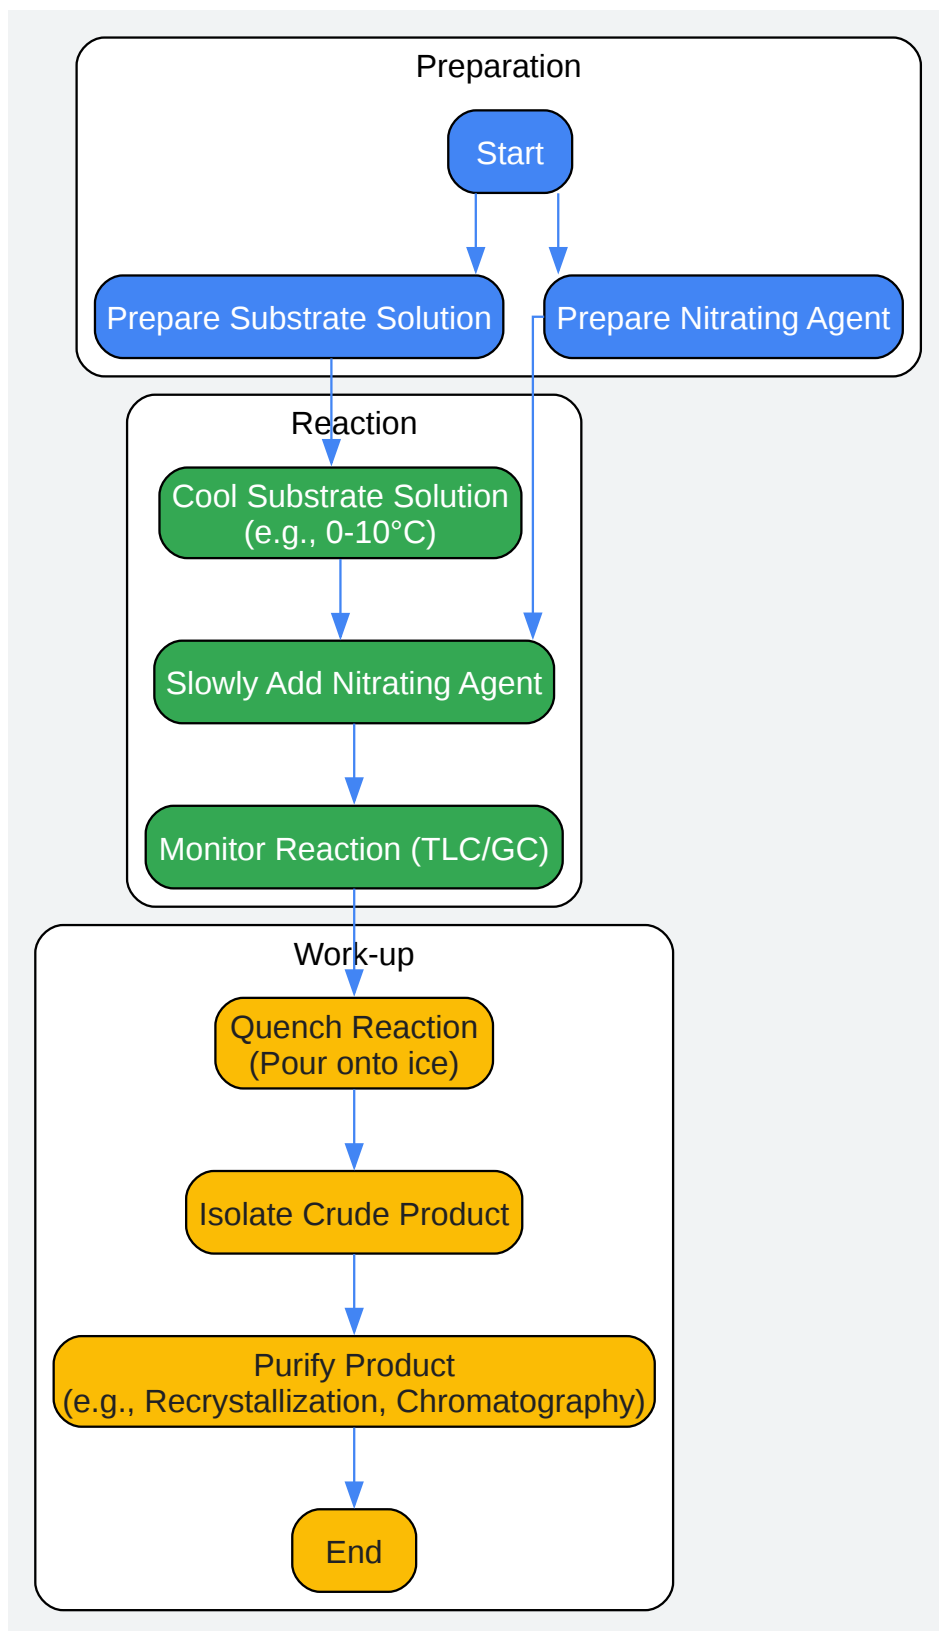 Preparation
Start
Prepare Substrate Solution
Prepare Nitrating Agent
Reaction
Cool Substrate Solution
(e.g., 0-10°C)
Slowly Add Nitrating Agent
Monitor Reaction (TLC/GC)
Work-up
Quench Reaction
(Pour onto ice)
Isolate Crude Product
Purify Product
(e.g., Recrystallization, Chromatography)
End